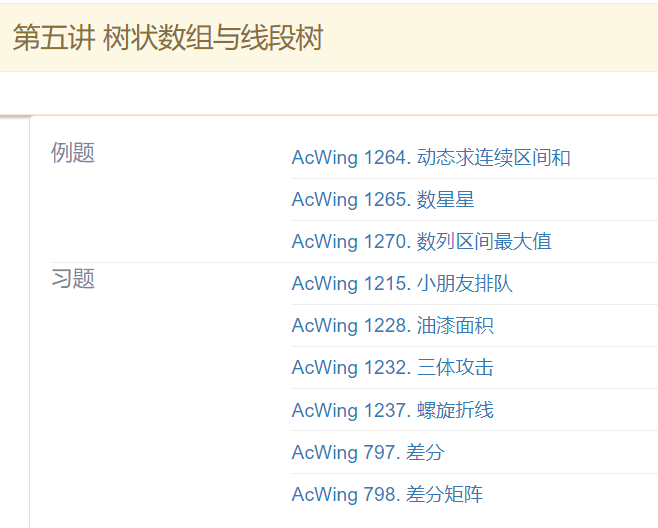 第五讲 树状数组与线段树
例题
AcWing 1264. 动态求连续区间和
AcWing 1265. 数星星
AcWing 1270. 数列区间最大值
习题
AcWing 1215. 小朋友排队
AcWing 1228. 油漆面积
AcWing 1232. 三体攻击
AcWing 1237. 螺旋折线
AcWing 797. 差分
AcWing 798. 差分矩阵